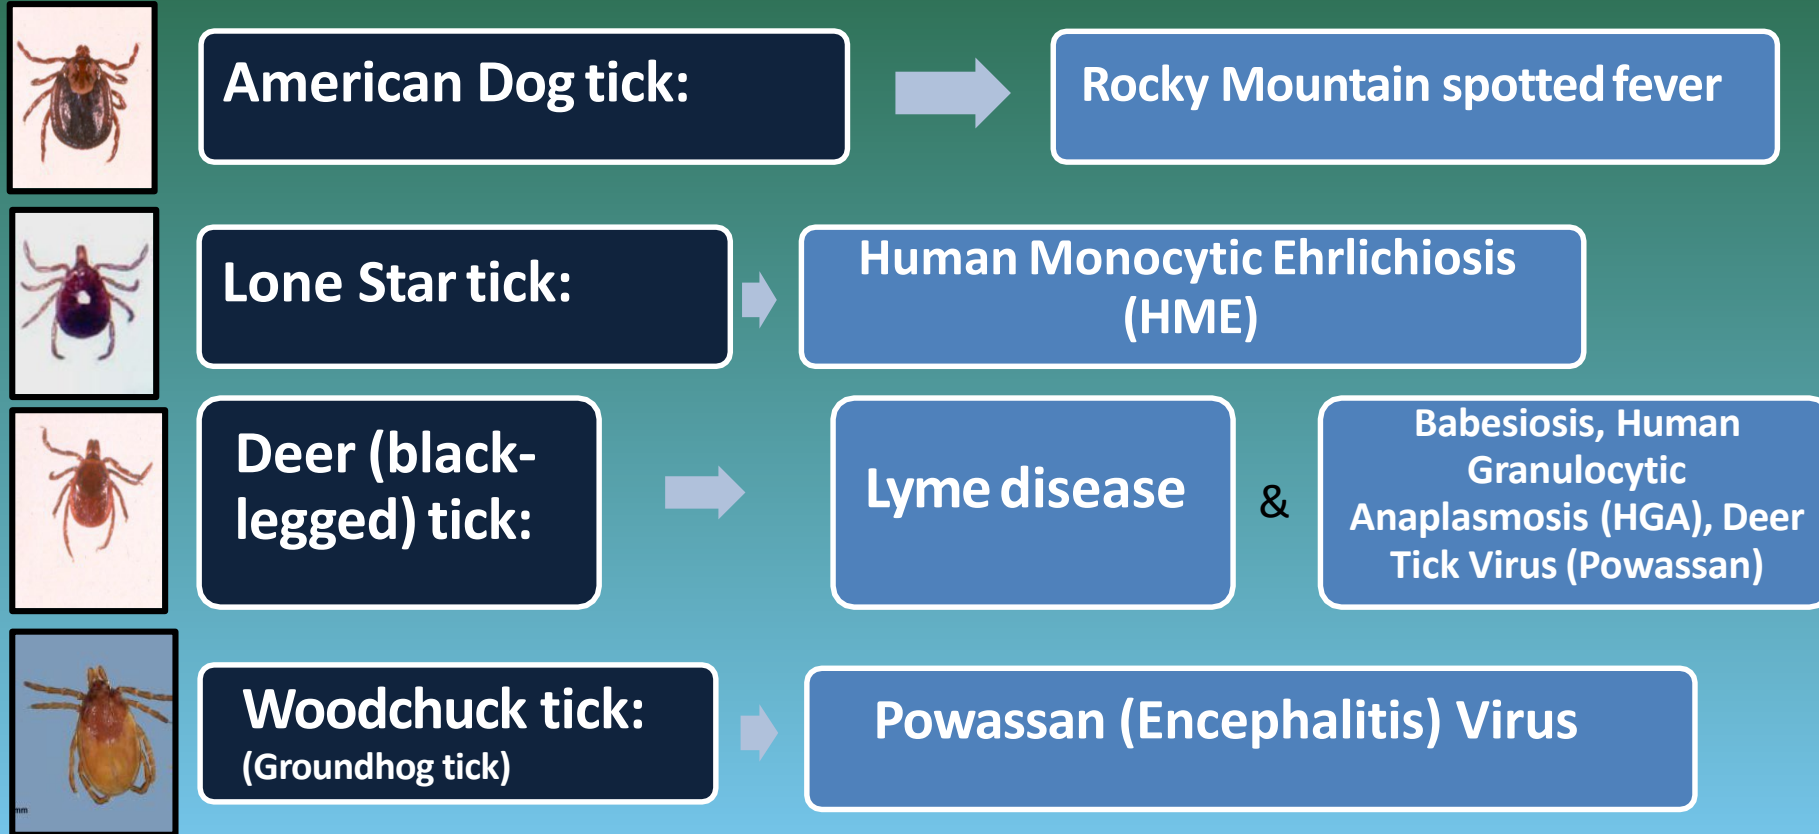 American Dog tick:
Rocky Mountain spotted fever
Lone Star tick:
Human Monocytic Ehrlichiosis
(HME)
Deer (black-
legged) tick:
Lyme disease
&
Babesiosis, Human
Granulocytic
Anaplasmosis (HGA), Deer
Tick Virus (Powassan)
Woodchuck tick:
(Groundhog tick)
Powassan (Encephalitis) Virus
mm